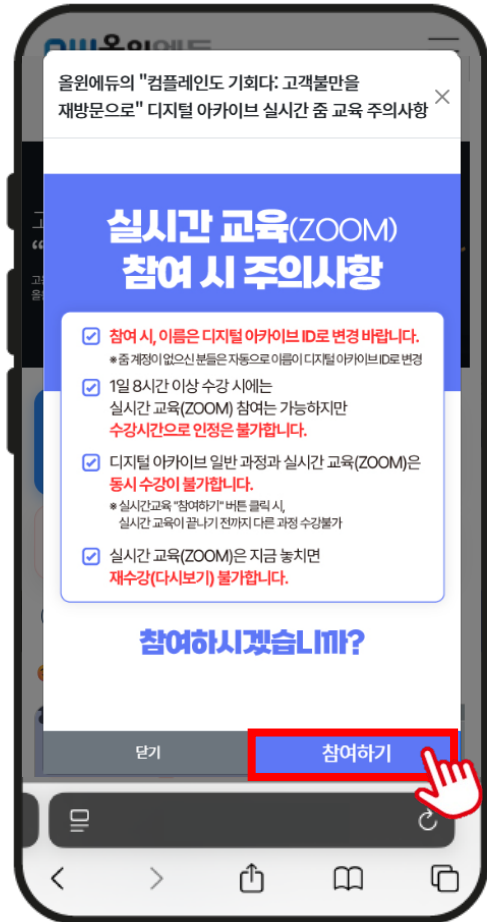 올윈에듀
올윈에듀의 "컴플레인도 기회다: 고객불만을
재방문으로" 디지털 아카이브 실시간 줌 교육 주의사항
실시간 교육(ZOOM)
참여 시 주의사항
참여 시, 이름은 디지털 아카이브 ID로 변경 바랍니다.
※줌 계정이 없으신 분들은 자동으로 이름이 디지털 아카이브 ID로 변경
1일 8시간 이상 수강 시에는
실시간 교육(ZOOM) 참여는 가능하지만
수강시간으로 인정은 불가합니다.
디지털 아카이브 일반 과정과 실시간 교육(ZOOM)은
동시 수강이 불가합니다.
※실시간교육 "참여하기" 버튼 클릭 시,
실시간 교육이 끝나기 전까지 다른 과정 수강불가
실시간 교육(ZOOM)은 지금 놓치면
재수강(다시보기) 불가합니다.
참여하시겠습니까?
닫기 참여하기